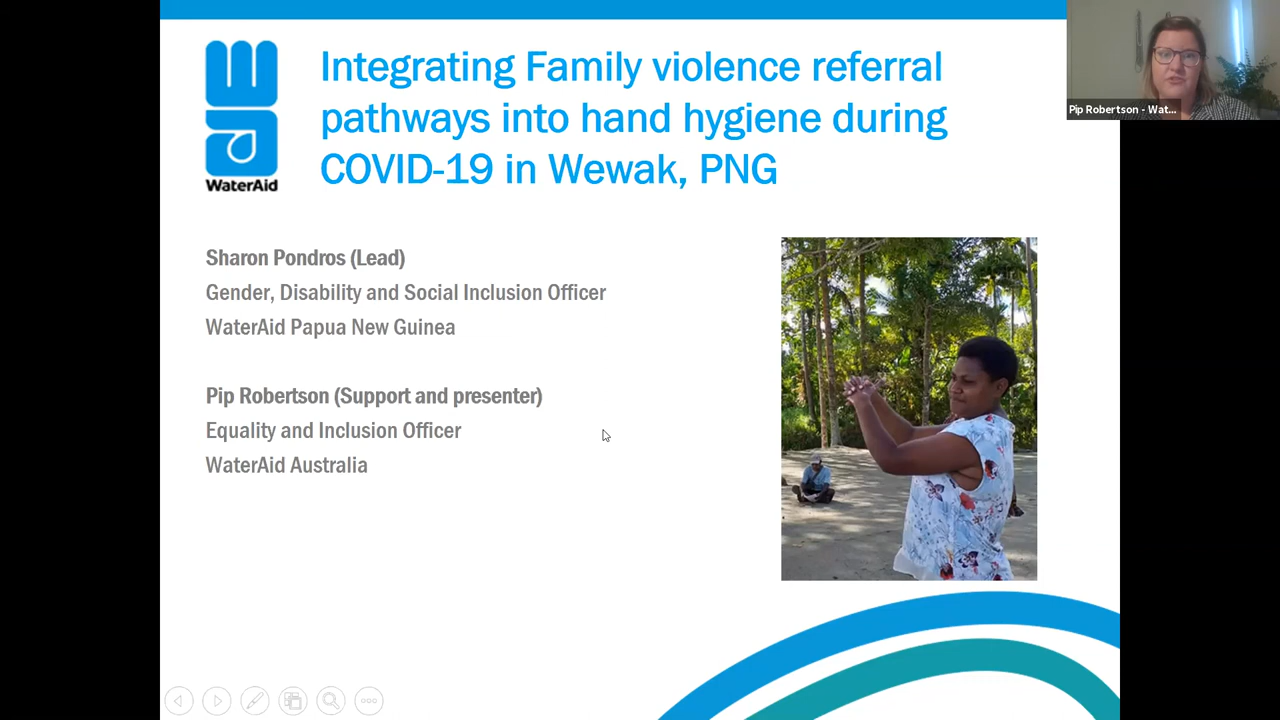 Integrating Family violence referral
pathways into hand hygiene during
COVID-19 in Wewak, PNG
WaterAid
Sharon Pondros (Lead)
Gender, Disability and Social Inclusion Officer
WaterAid Papua New Guinea
Pip Robertson (Support and presenter)
Equality and Inclusion Officer
WaterAid Australia
Pip Robertson - Wat...